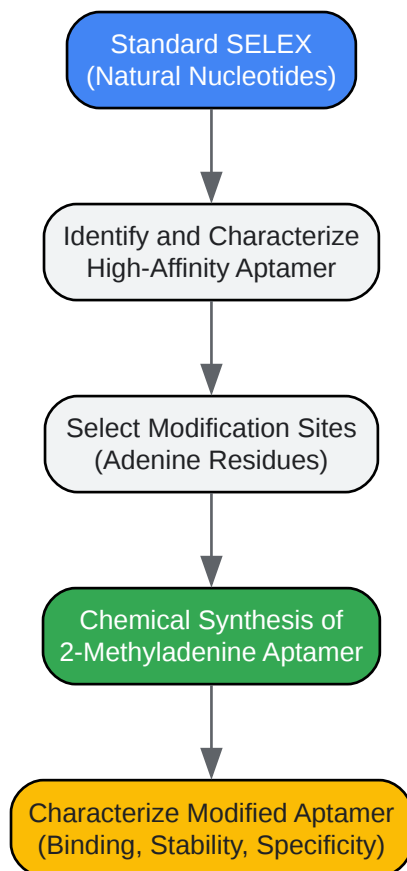 Standard SELEX
(Natural Nucleotides)
Identify and Characterize
High-Affinity Aptamer
Select Modification Sites
(Adenine Residues)
Chemical Synthesis of
2-Methyladenine Aptamer
Characterize Modified Aptamer
(Binding, Stability, Specificity)